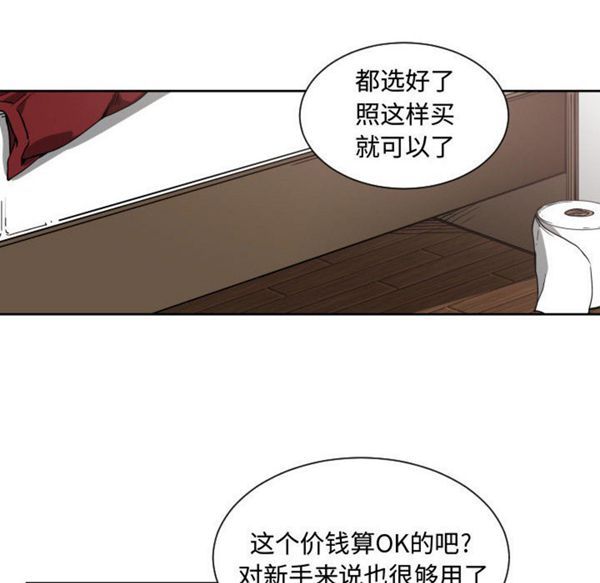 都选好了
照这样买
就可以了
这个价钱算OK的吧?
对新手来说也很够用了